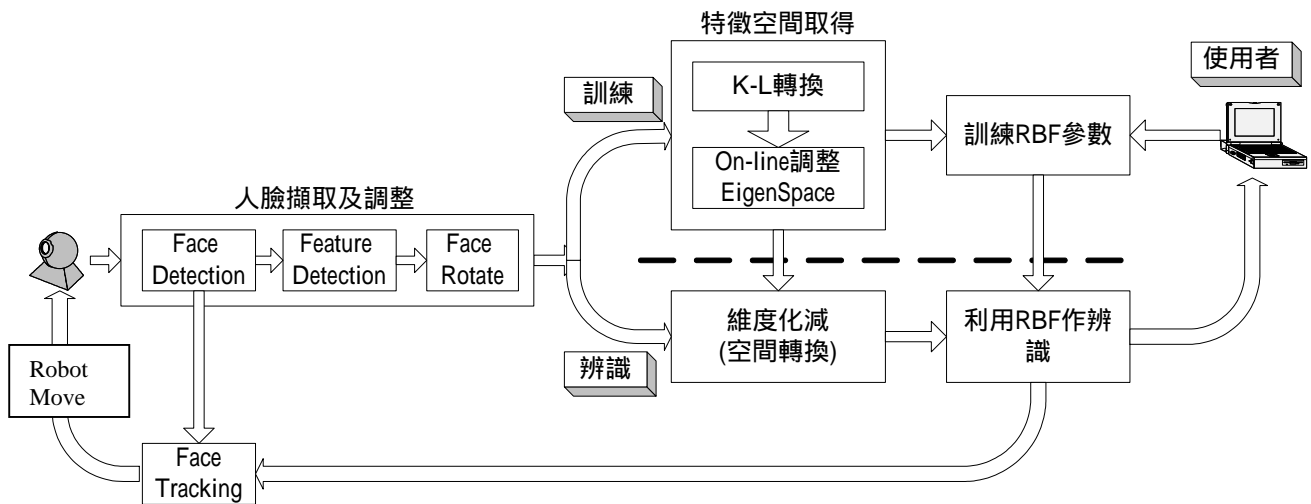 特徵空間取得
使用者
K-L轉換
訓練
訓練RBF參數
On-line調整
EigenSpace
人臉擷取及調整
Face
Detection
Feature
Detection
Face
Rotate
維度化減
(空間轉換)
利用RBF作辨
識
辨識
Robot
Move
Face
Tracking